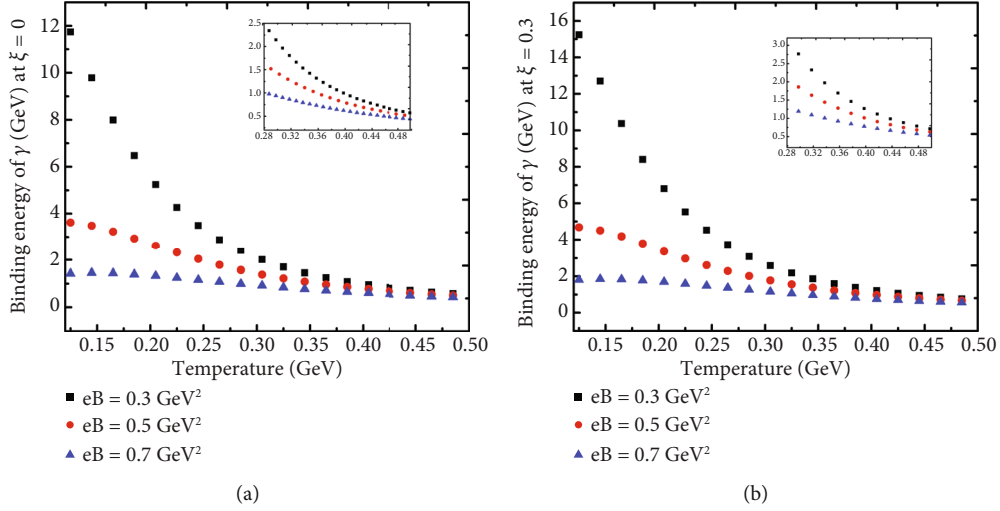 Binding energy of γ (GeV) at ξ = 0
12
10
8
6
4
2
0
0.15 0.20 0.25 0.30 0.35 0.40 0.45 0.50
Temperature (GeV)
2.5
2.0
1.5
1.0
0.5
0.28 0.32 0.36 0.40 0.44 0.48
eB = 0.3 GeV²
eB = 0.5 GeV²
eB = 0.7 GeV²
(a)
Binding energy of γ (GeV) at ξ = 0.3
16
14
12
10
8
6
4
2
0
0.15 0.20 0.25 0.30 0.35 0.40 0.45 0.50
Temperature (GeV)
3.0
2.5
2.0
1.5
1.0
0.5
0.28 0.32 0.36 0.40 0.44 0.48
eB = 0.3 GeV²
eB = 0.5 GeV²
eB = 0.7 GeV²
(b)